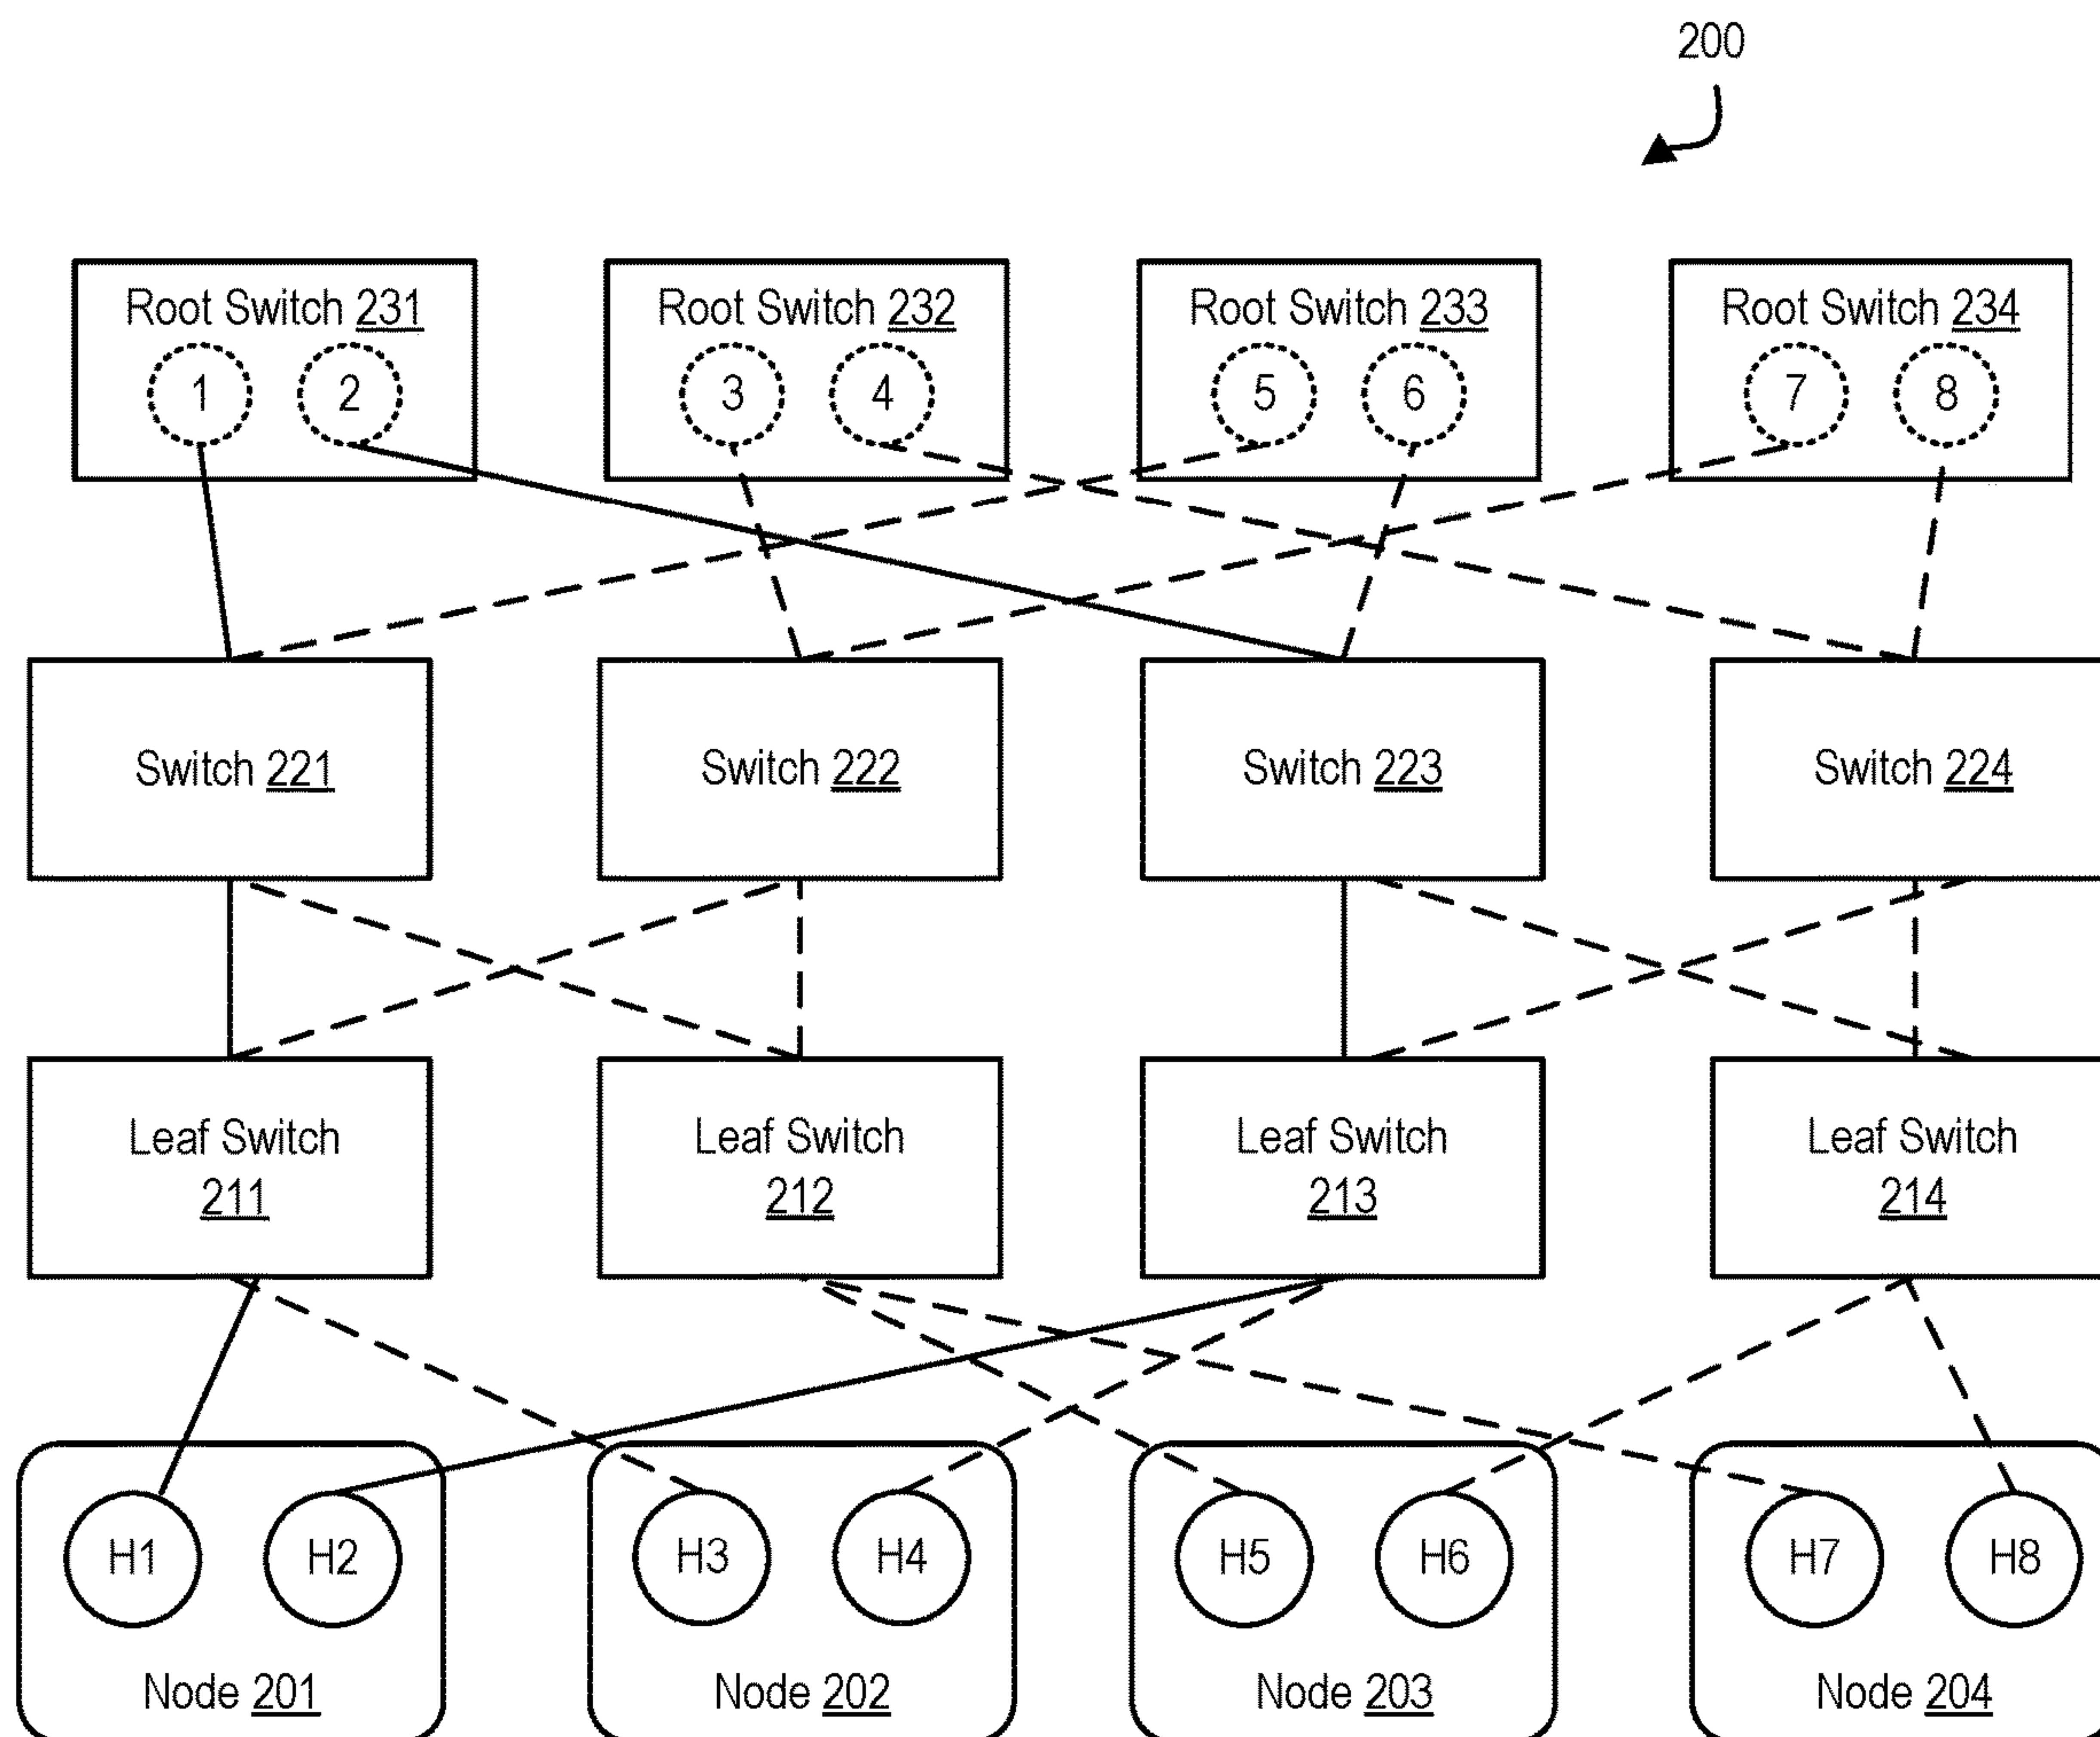 200
Root Switch 231
Root Switch 232
Root Switch 233
Root Switch 234
1
2
3
4
5
6
7
8
Switch 221
Switch 222
Switch 223
Switch 224
Leaf Switch
211
Leaf Switch
212
Leaf Switch
213
Leaf Switch
214
H1
H2
H3
H4
H5
H6
H7
H8
Node 201
Node 202
Node 203
Node 204